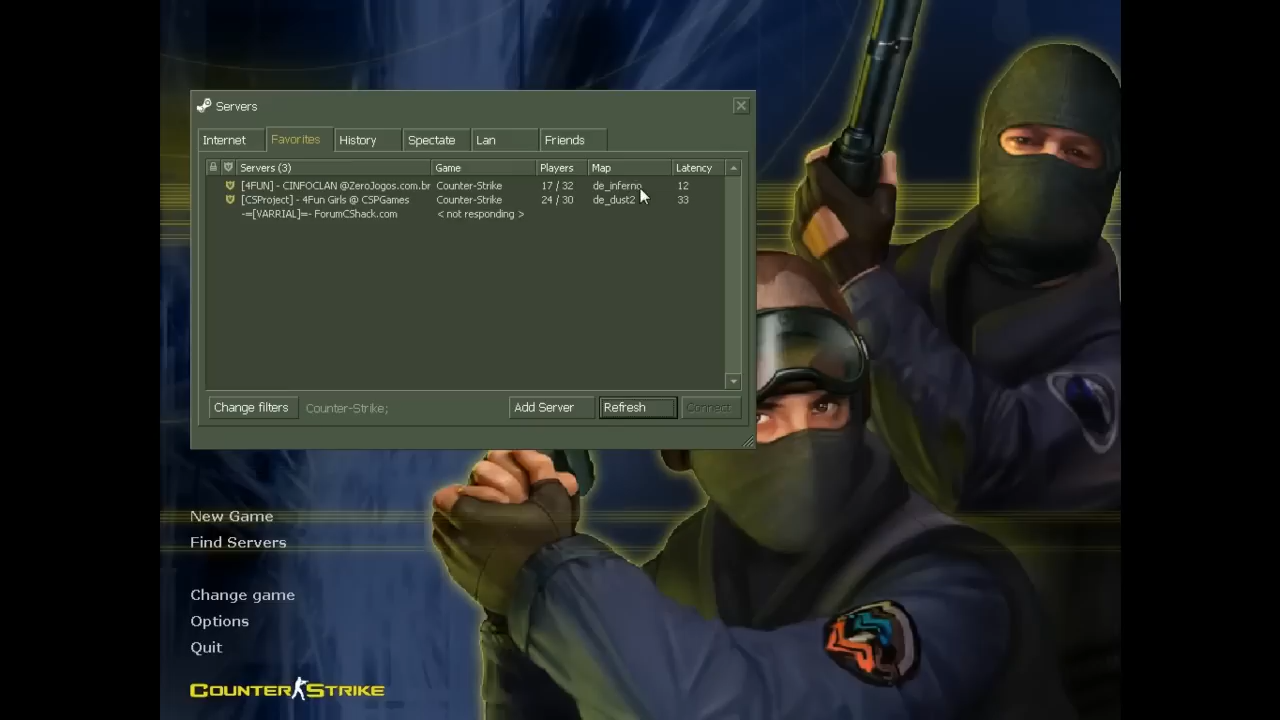 Servers
Internet Favorites History Spectate Lan Friends
Servers (3) Game Players Map Latency
[4FUN] - CINFOCLAN @ZeroJogos.com.br Counter-Strike 17 / 32 de_inferno 12
[CSProject] - 4Fun Girls @ CSPGames Counter-Strike 24 / 30 de_dust2 33
-=[VARRIAL]=- ForumCShack.com < not responding >
Change filters Counter-Strike; Add Server Refresh Connect
New Game
Find Servers
Change game
Options
Quit
COUNTER STRIKE